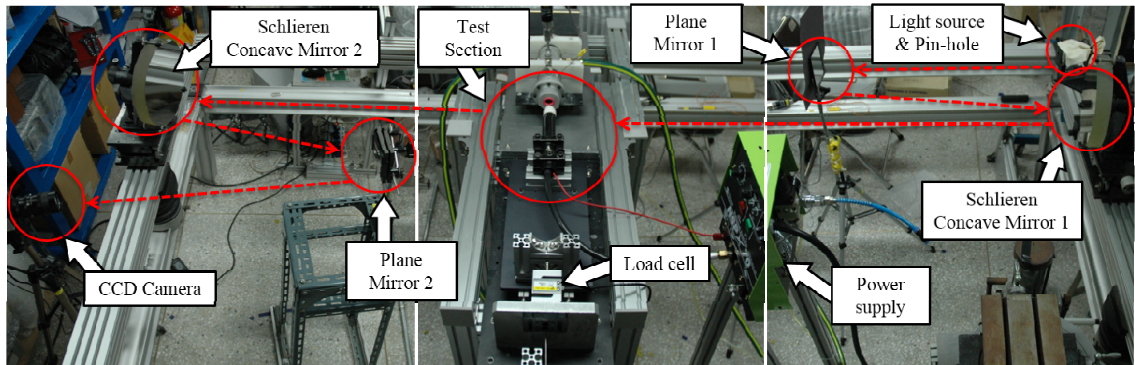 Schlieren
Concave Mirror 2
Test
Section
Plane
Mirror 1
Light source
& Pin-hole
Schlieren
Concave Mirror 1
CCD Camera
Plane
Mirror 2
Load cell
Power
supply